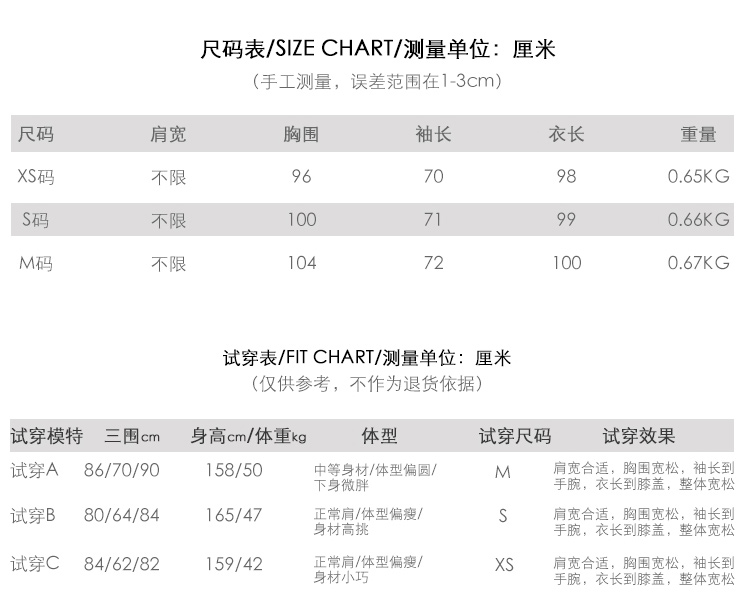 尺码表/SIZE CHART/测量单位：厘米
（手工测量，误差范围在1-3cm）
尺码 肩宽 胸围 袖长 衣长 重量
XS码 不限 96 70 98 0.65KG
S码 不限 100 71 99 0.66KG
M码 不限 104 72 100 0.67KG
试穿表/FIT CHART/测量单位：厘米
（仅供参考，不作为退货依据）
试穿模特 三围cm 身高cm/体重kg 体型 试穿尺码 试穿效果
试穿A 86/70/90 158/50 中等身材/体型偏圆/ M 肩宽合适，胸围宽松，袖长到
下身微胖 手腕，衣长到膝盖，整体宽松
试穿B 80/64/84 165/47 正常肩/体型偏瘦/ S 肩宽合适，胸围宽松，袖长到
身材高挑 手腕，衣长到膝盖，整体宽松
试穿C 84/62/82 159/42 正常肩/体型偏瘦/ XS 肩宽合适，胸围宽松，袖长到
身材小巧 手腕，衣长到膝盖，整体宽松